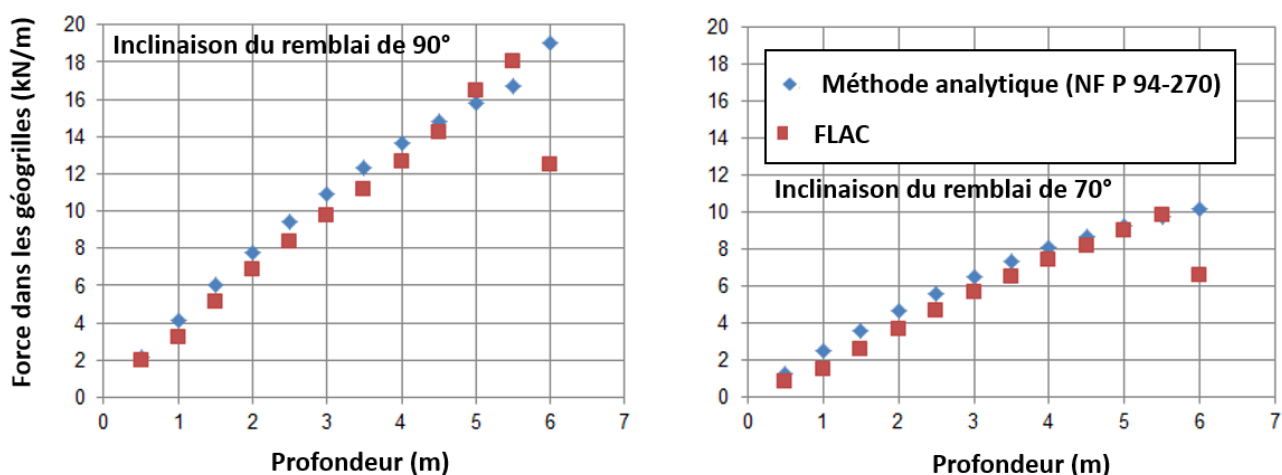 Force dans les géogrilles (kN/m)
20
18
16
14
12
10
8
6
4
2
0
Inclinaison du remblai de 90°
0 1 2 3 4 5 6 7
Profondeur (m)
20
18
16
14
12
10
8
6
4
2
0
Méthode analytique (NF P 94-270)
FLAC
Inclinaison du remblai de 70°
0 1 2 3 4 5 6 7
Profondeur (m)